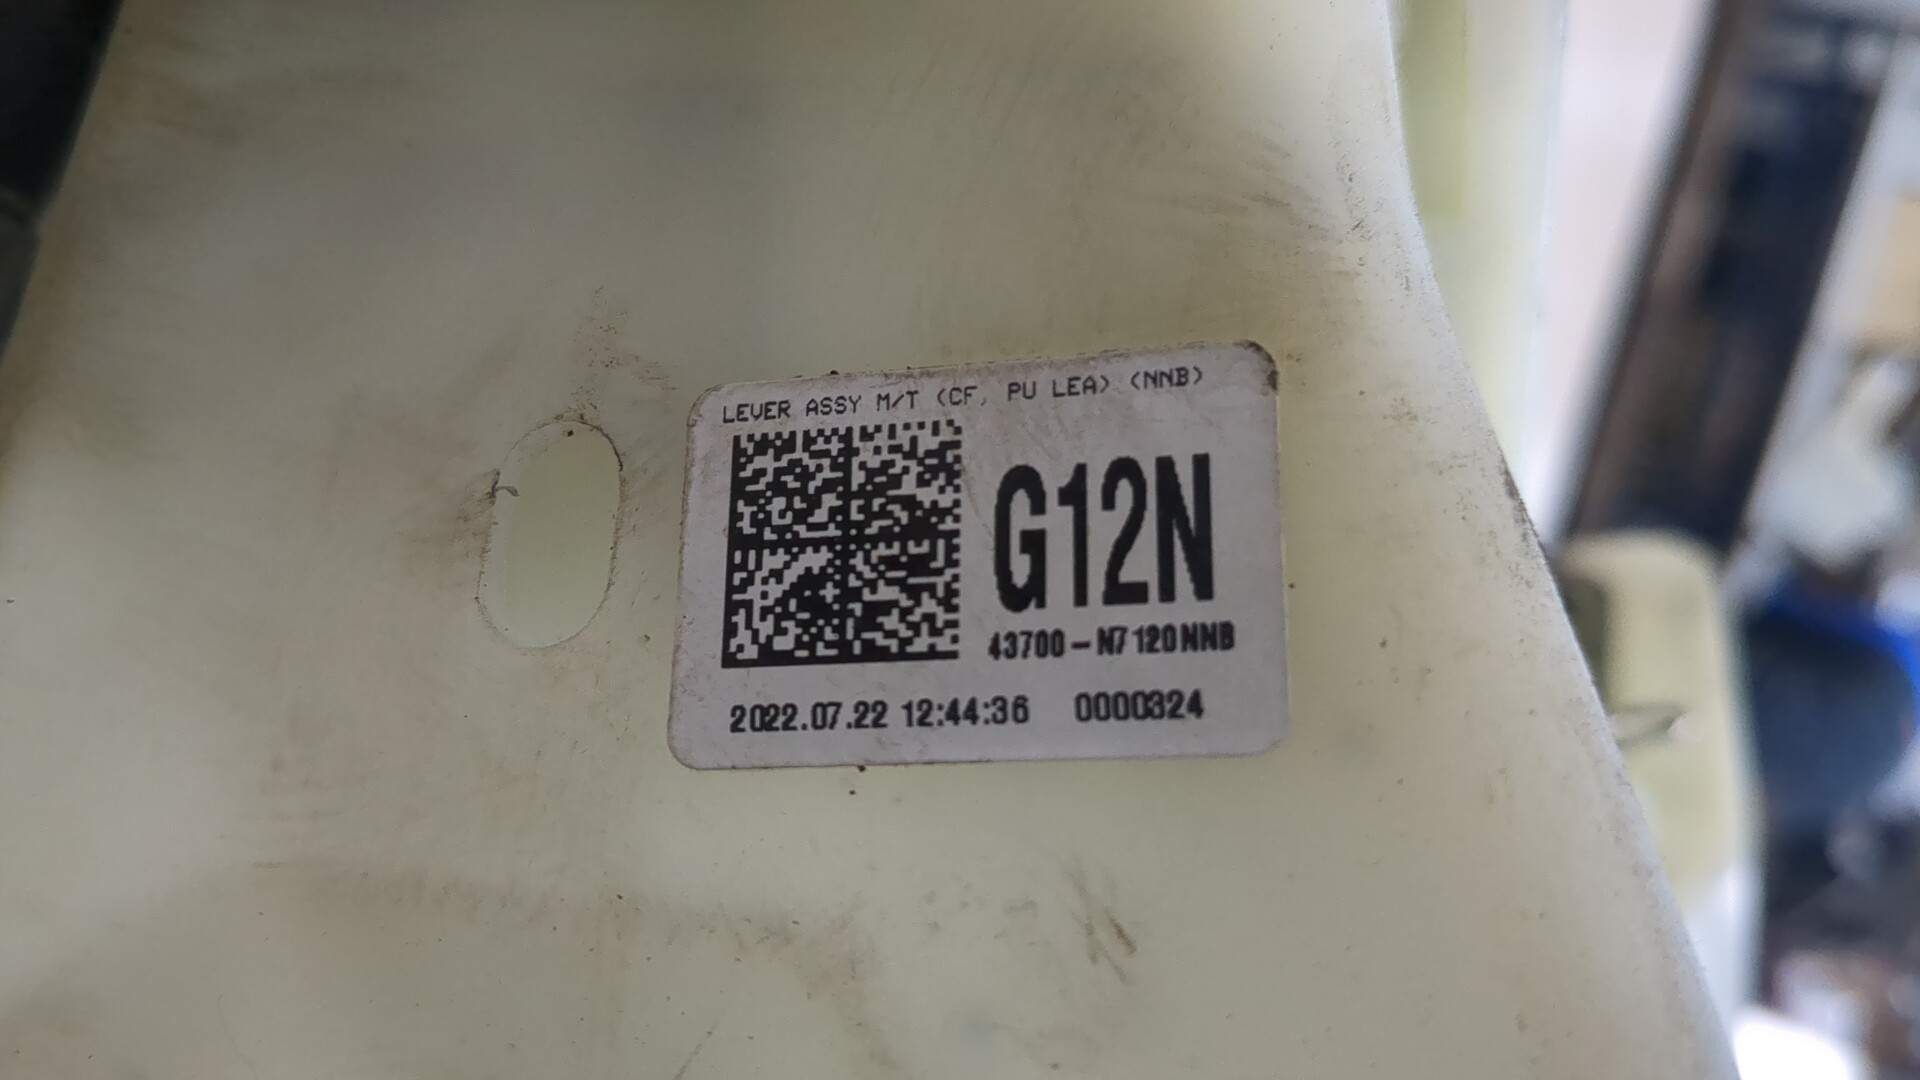 LEVER ASSY M/T (CF, PU LEA) (NNB)
G12N
43700-N7120NNB
2022.07.22 12:44:36 0000324